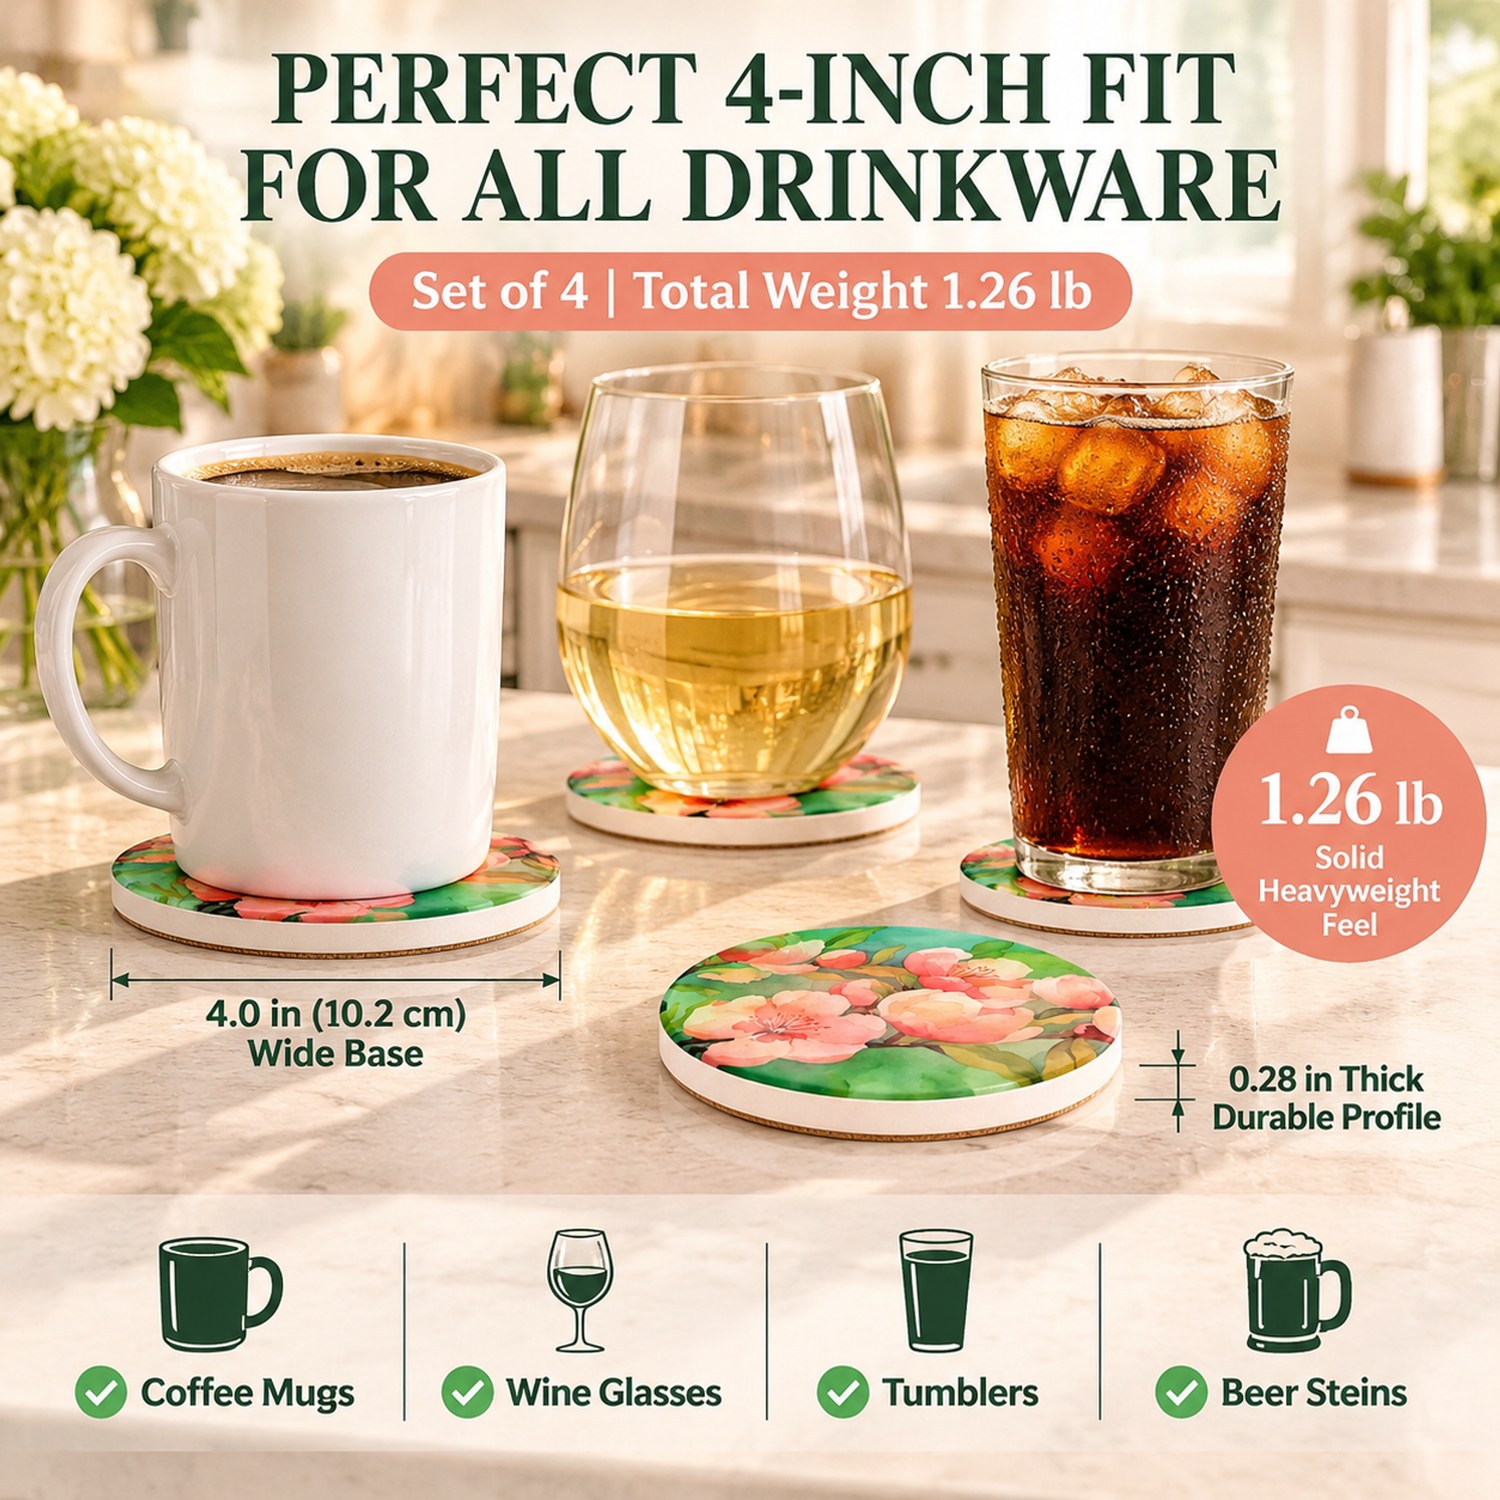 PERFECT 4-INCH FIT
FOR ALL DRINKWARE
Set of 4 | Total Weight 1.26 lb
1.26 lb
Solid
Heavyweight
Feel
4.0 in (10.2 cm)
Wide Base
0.28 in Thick
Durable Profile
Coffee Mugs
Wine Glasses
Tumblers
Beer Steins